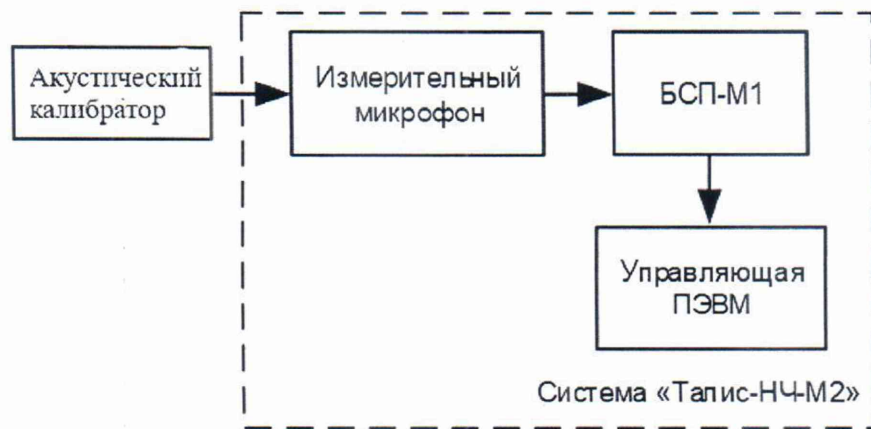 Акустический
калибратор
Измерительный
микрофон
БСП-М1
Управляющая
ПЭВМ
Система «Талис-НЧ-М2»